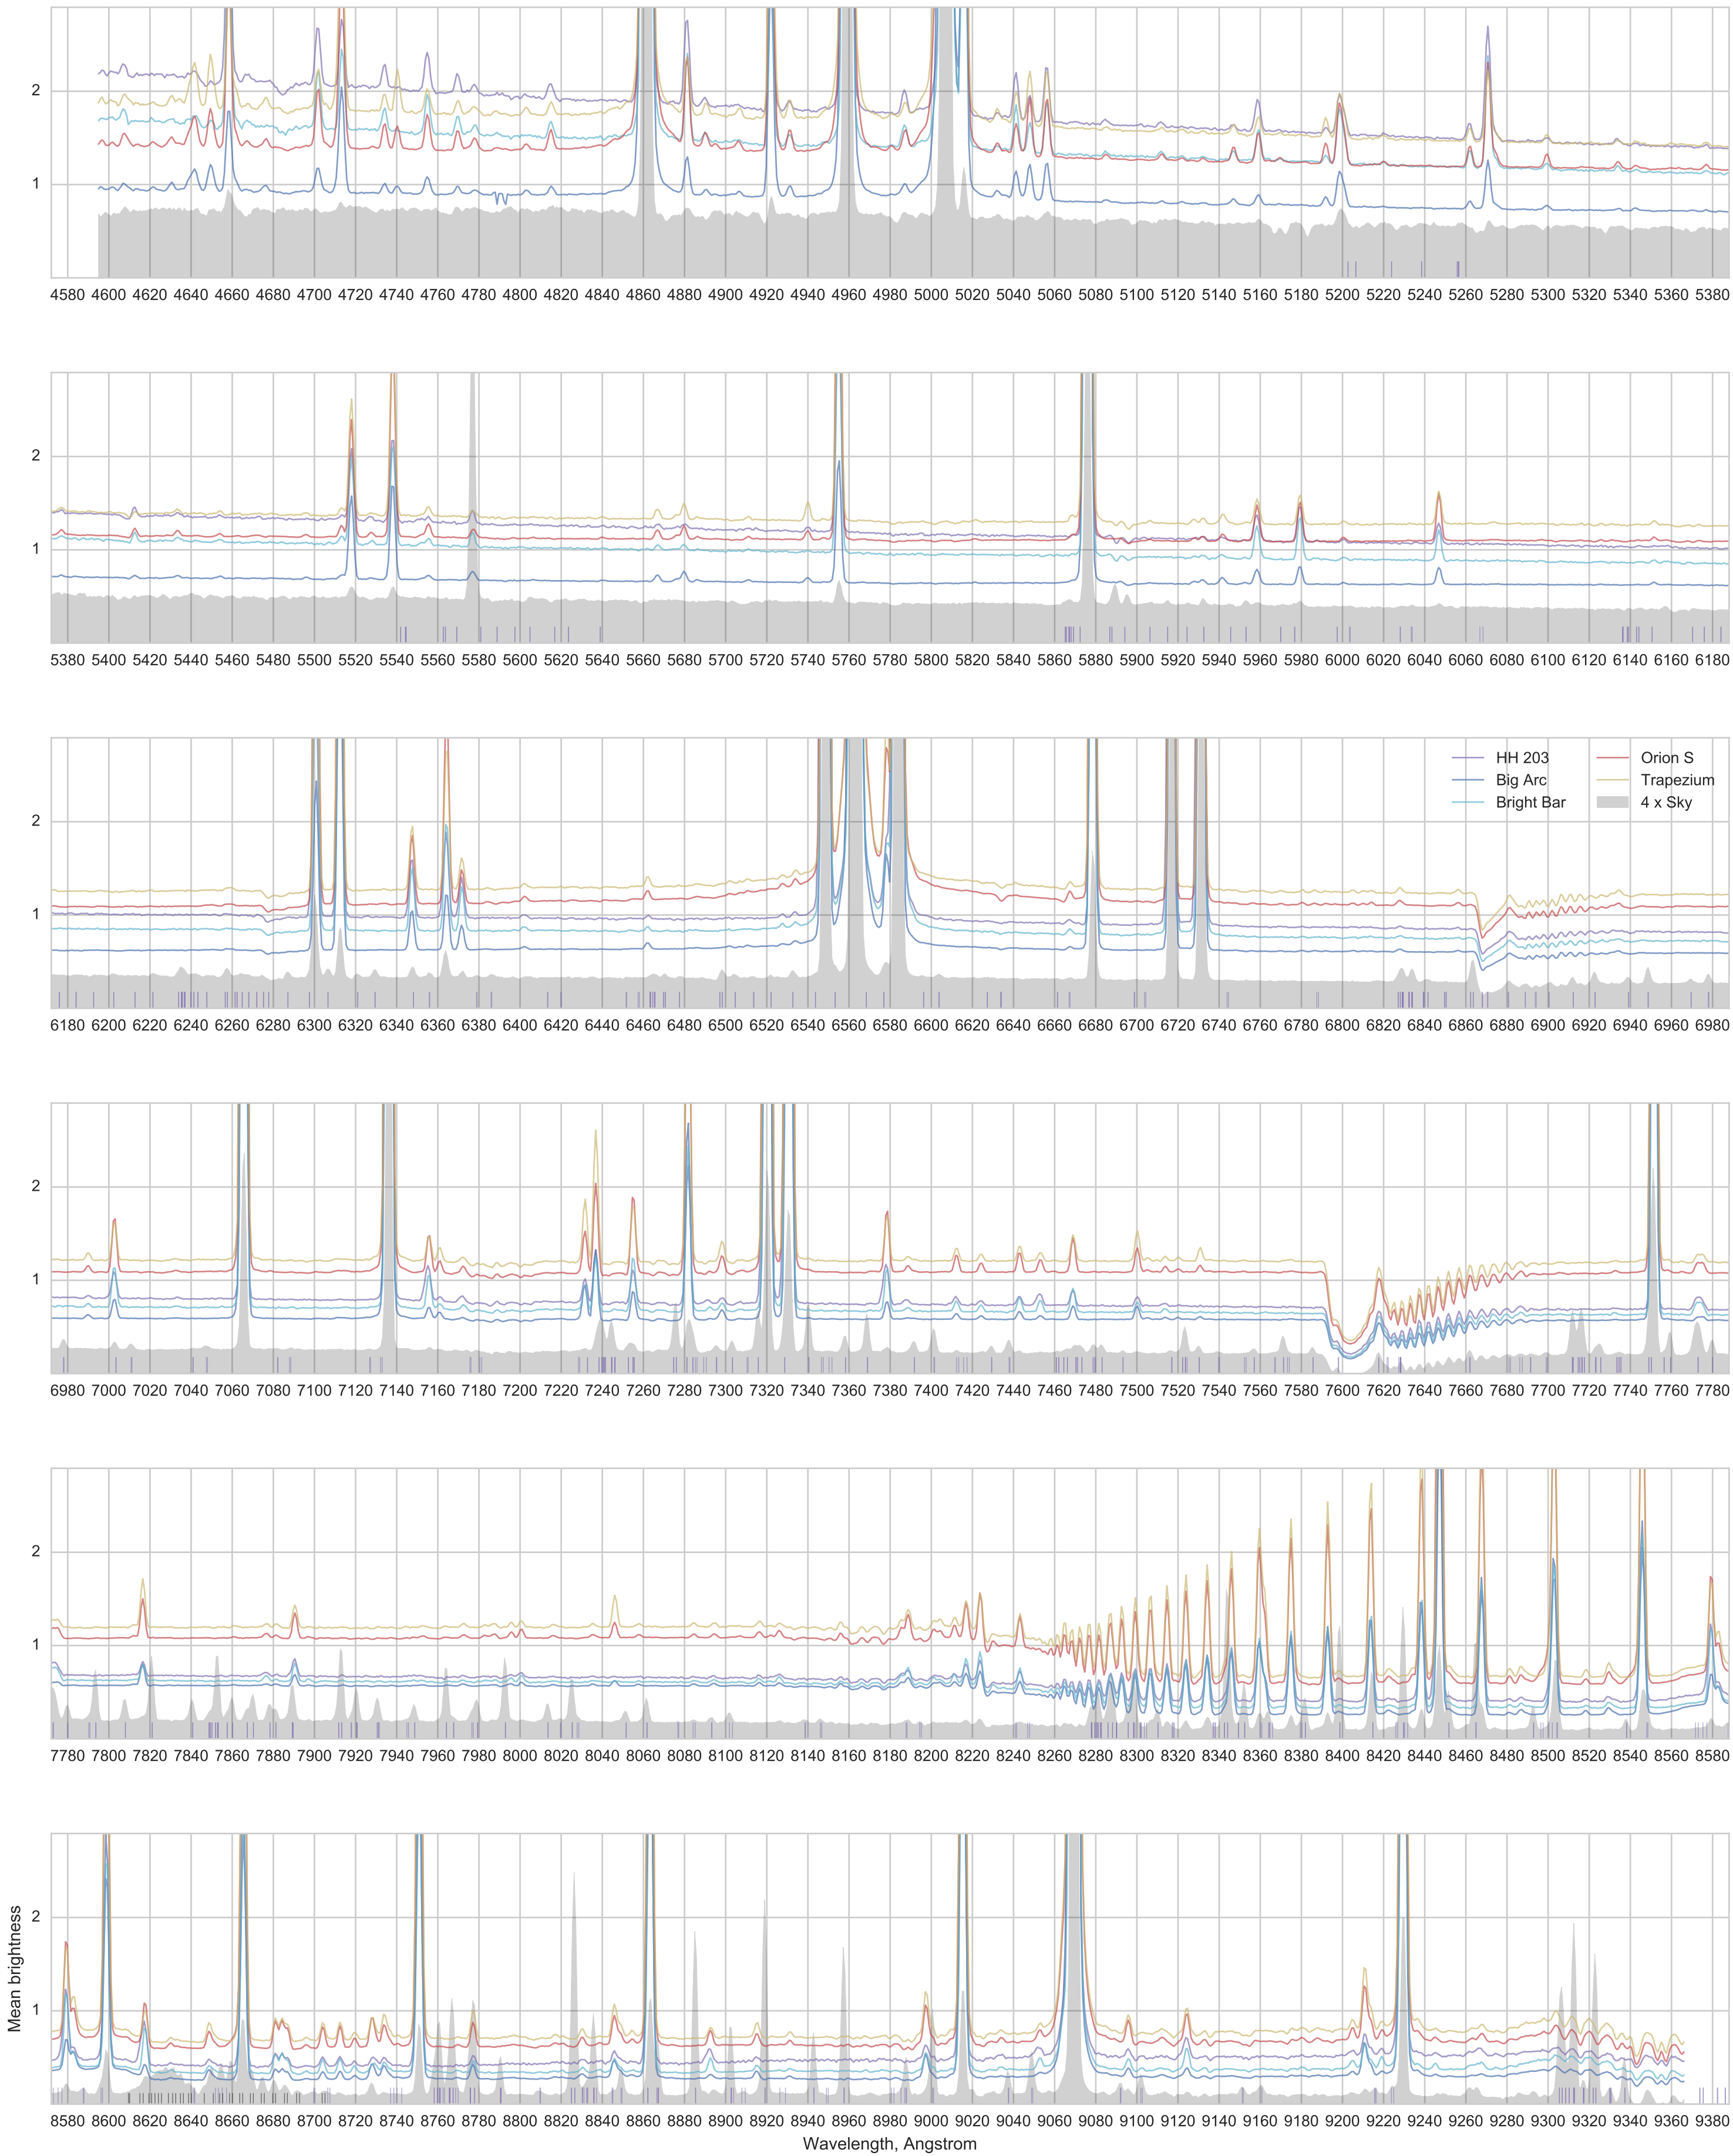 2
1
4580 4600 4620 4640 4660 4680 4700 4720 4740 4760 4780 4800 4820 4840 4860 4880 4900 4920 4940 4960 4980 5000 5020 5040 5060 5080 5100 5120 5140 5160 5180 5200 5220 5240 5260 5280 5300 5320 5340 5360 5380
2
1
5380 5400 5420 5440 5460 5480 5500 5520 5540 5560 5580 5600 5620 5640 5660 5680 5700 5720 5740 5760 5780 5800 5820 5840 5860 5880 5900 5920 5940 5960 5980 6000 6020 6040 6060 6080 6100 6120 6140 6160 6180
HH 203 Orion S
Big Arc Trapezium
Bright Bar 4 x Sky
2
1
6180 6200 6220 6240 6260 6280 6300 6320 6340 6360 6380 6400 6420 6440 6460 6480 6500 6520 6540 6560 6580 6600 6620 6640 6660 6680 6700 6720 6740 6760 6780 6800 6820 6840 6860 6880 6900 6920 6940 6960 6980
2
1
6980 7000 7020 7040 7060 7080 7100 7120 7140 7160 7180 7200 7220 7240 7260 7280 7300 7320 7340 7360 7380 7400 7420 7440 7460 7480 7500 7520 7540 7560 7580 7600 7620 7640 7660 7680 7700 7720 7740 7760 7780
2
1
7780 7800 7820 7840 7860 7880 7900 7920 7940 7960 7980 8000 8020 8040 8060 8080 8100 8120 8140 8160 8180 8200 8220 8240 8260 8280 8300 8320 8340 8360 8380 8400 8420 8440 8460 8480 8500 8520 8540 8560 8580
2
1
Mean brightness
8580 8600 8620 8640 8660 8680 8700 8720 8740 8760 8780 8800 8820 8840 8860 8880 8900 8920 8940 8960 8980 9000 9020 9040 9060 9080 9100 9120 9140 9160 9180 9200 9220 9240 9260 9280 9300 9320 9340 9360 9380
Wavelength, Angstrom